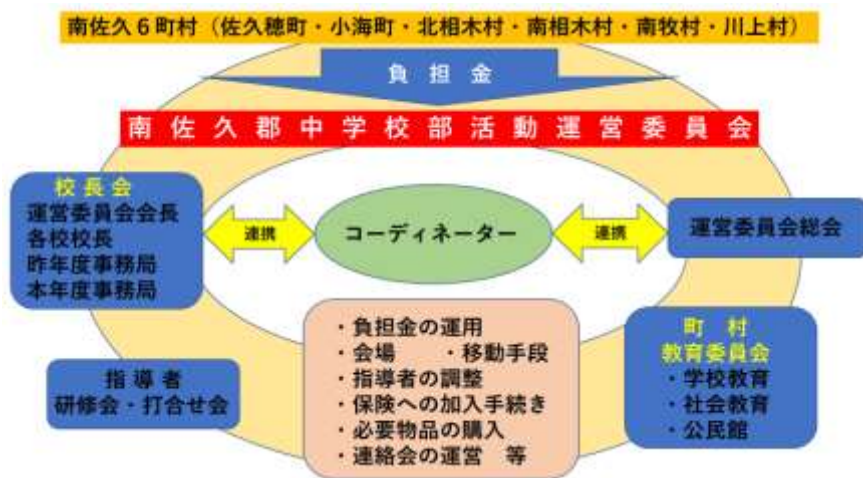 南佐久６町村（佐久穂町・小海町・北相木村・南相木村・南牧村・川上村）
負 担 金
南 佐 久 郡 中 学 校 部 活 動 運 営 委 員 会
校 長 会
運営委員会会長
各校校長
昨年度事務局
本年度事務局
連携
コーディネーター
連携
運営委員会総会
・負担金の運用
・会場　・移動手段
・指導者の調整
・保険への加入手続き
・必要物品の購入
・連絡会の運営　等
町　村
教育委員会
・学校教育
・社会教育
・公民館
指 導 者
研修会・打合せ会